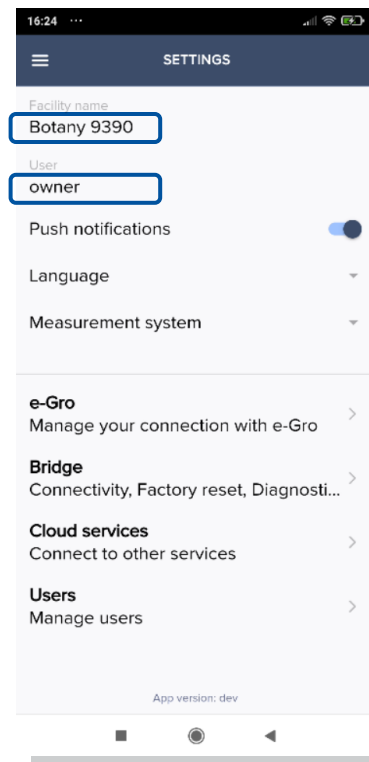 16:24 ...
SETTINGS
Facility name
Botany 9390
User
owner
Push notifications
Language
Measurement system
e-Gro
Manage your connection with e-Gro
Bridge
Connectivity, Factory reset, Diagnosti...
Cloud services
Connect to other services
Users
Manage users
App version: dev